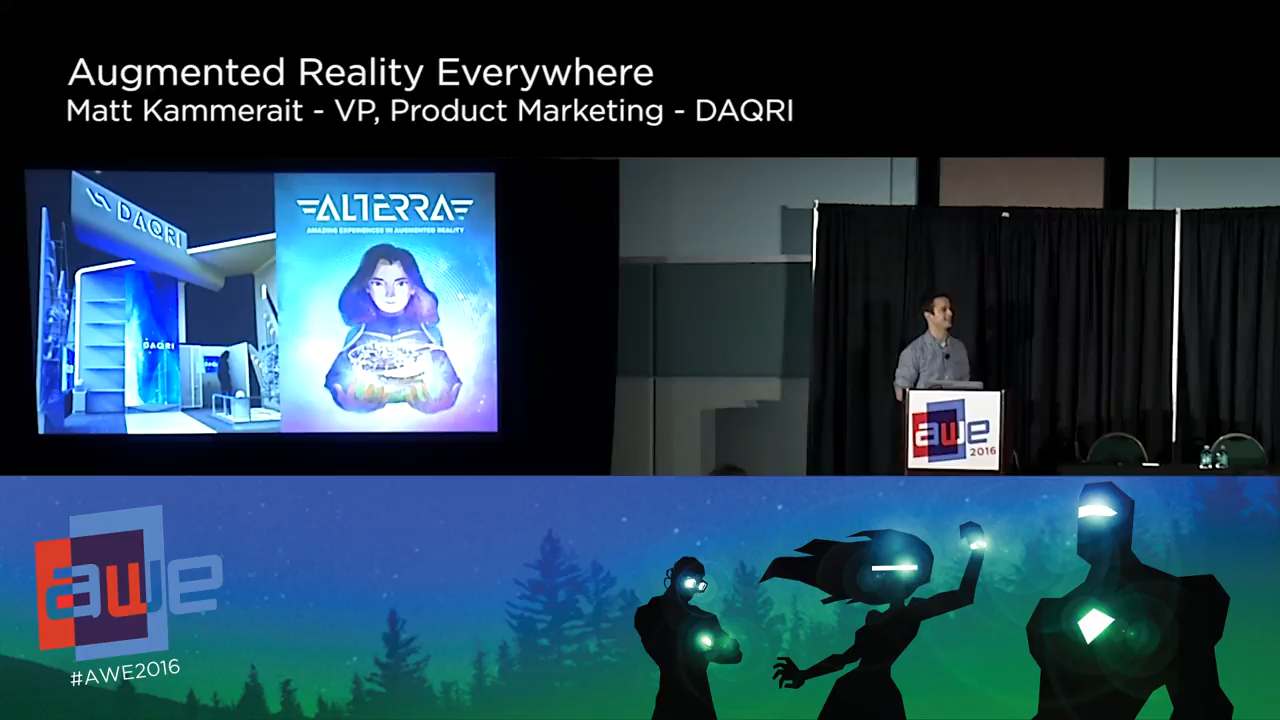 Augmented Reality Everywhere
Matt Kammerait - VP, Product Marketing - DAQRI
DAQRI
DAQRI
ALTERRA
AMAZING EXPERIENCES IN AUGMENTED REALITY
awe
2016
awe
#AWE2016